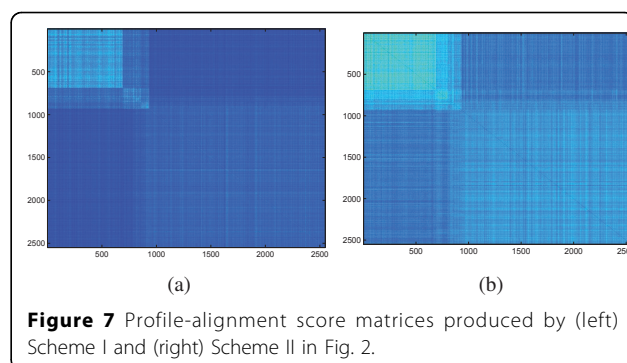 500
1000
1500
2000
2500
500 1000 1500 2000 2500
(a)
500
1000
1500
2000
2500
500 1000 1500 2000 2500
(b)
Figure 7 Profile-alignment score matrices produced by (left)
Scheme I and (right) Scheme II in Fig. 2.